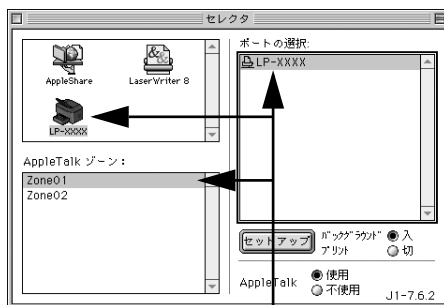 セレクタ
AppleShare
LaserWriter 8
LP-XXXX
AppleTalk ゾーン：
Zone01
Zone02
ポートの選択:
LP-XXXX
セットアップ
バックグラウンド
プリント
入
切
AppleTalk
使用
不使用
J1-7.6.2